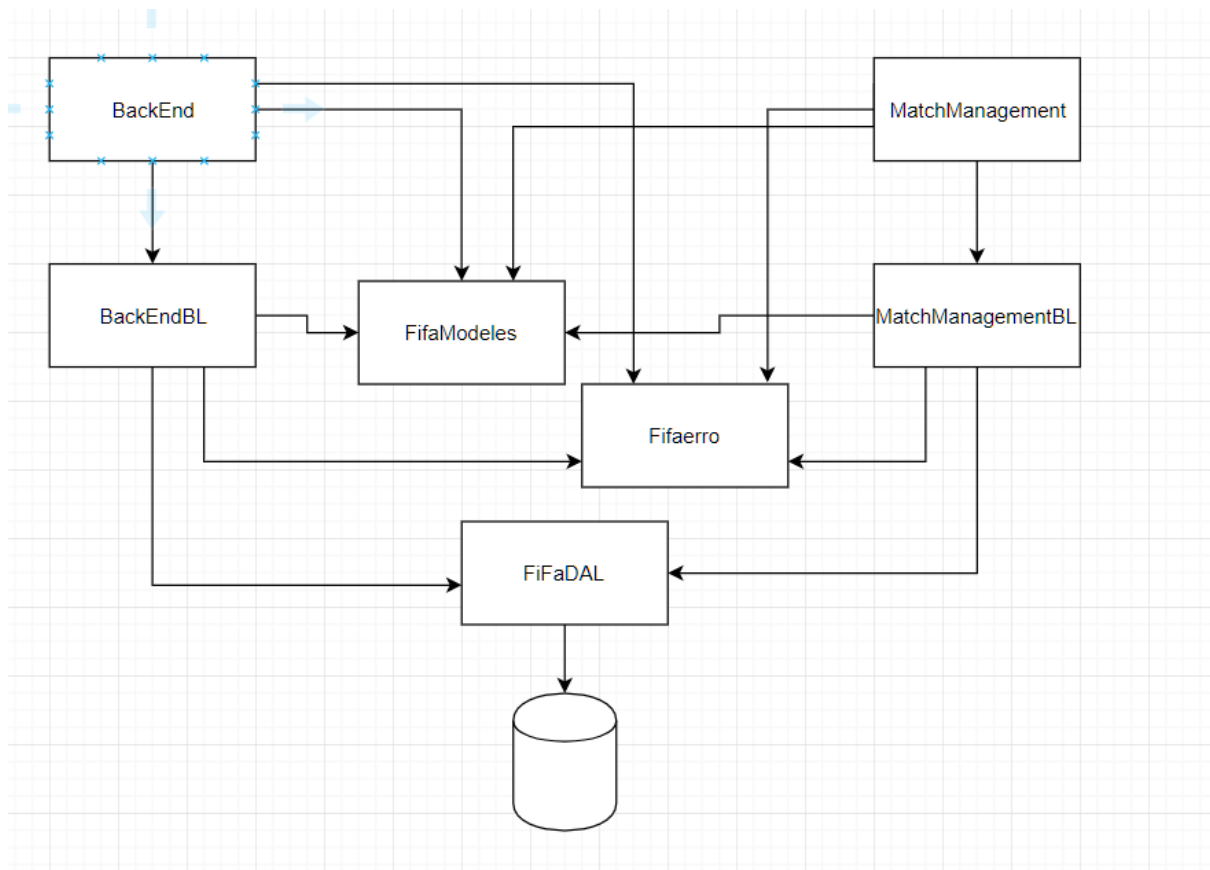 BackEnd
MatchManagement
BackEndBL
FifaModeles
MatchManagementBL
Fifaerro
FiFaDAL